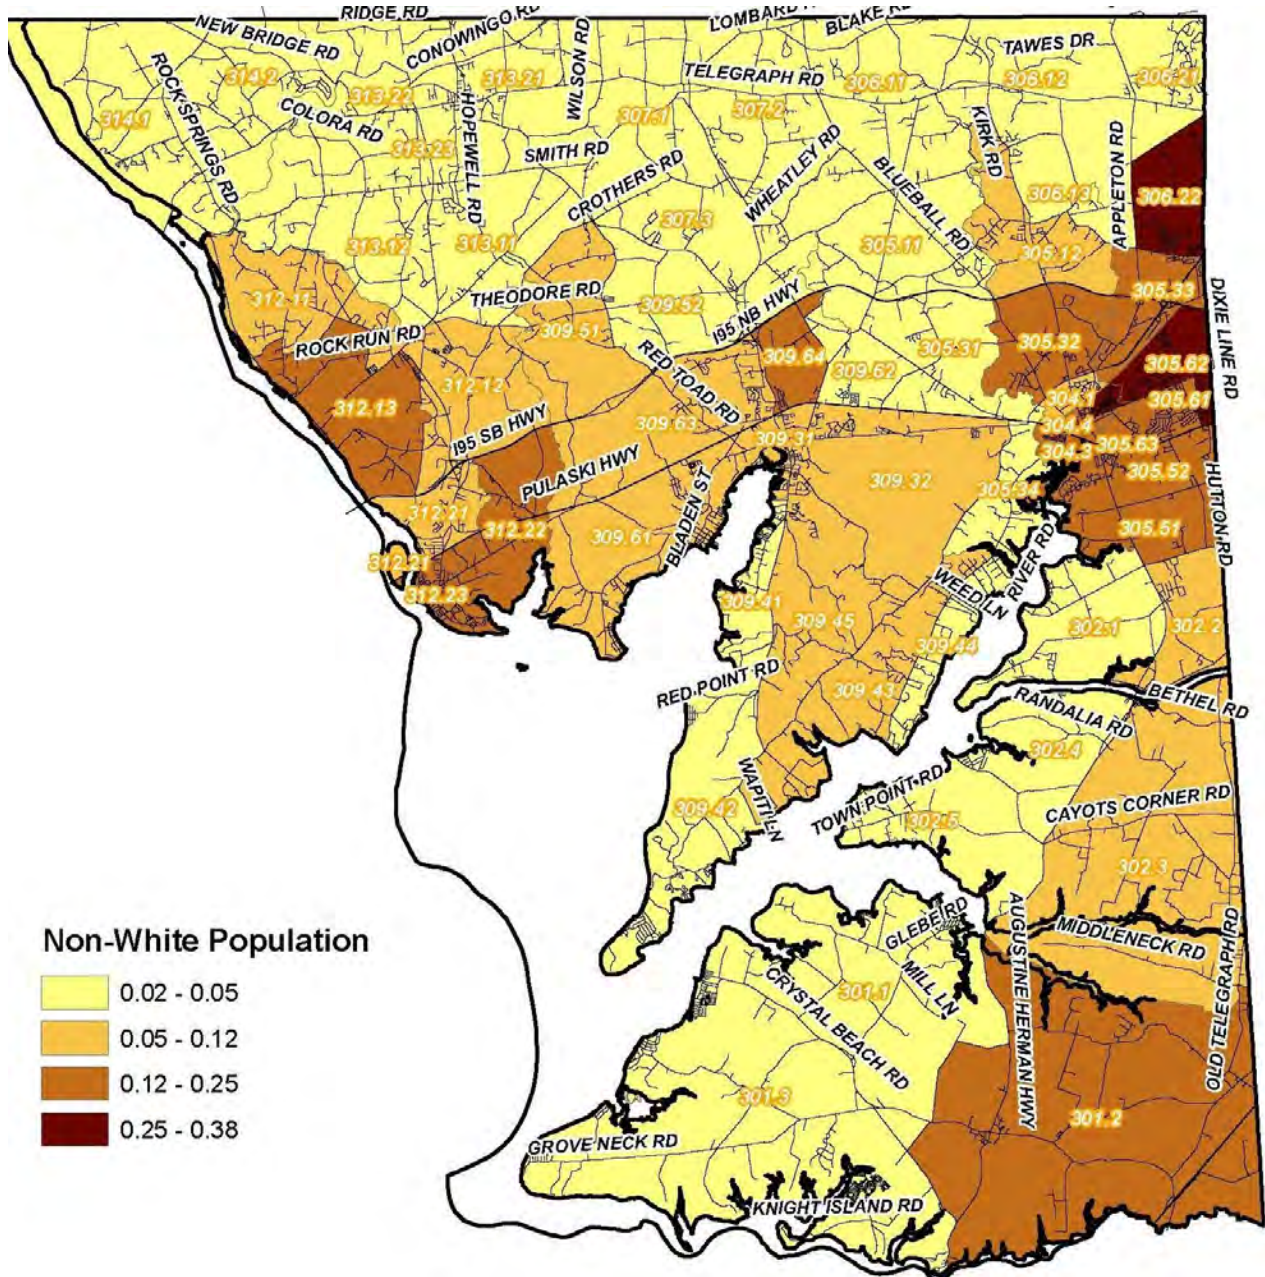 RIDGE RD
LOMBARD
BLAKE RD
NEW BRIDGE RD
CONOWINGO RD
WILSON RD
TAWES DR
ROCK SPRINGS RD
314.2
313.21
TELEGRAPH RD
306.11
306.12
306.21
313.22
COLORA RD
HOPEWELL RD
307.1
307.2
KIRK RD
314.1
313.23
SMITH RD
CROTHERS RD
WHEATLEY RD
BLUEBALL RD
APPLETON RD
306.13
306.22
307.3
313.12
313.11
305.11
305.12
312.11
THEODORE RD
309.52
I95 NB HWY
305.33
DIXIE LINE RD
309.51
ROCK RUN RD
RED TOAD RD
309.64
305.31
305.32
305.62
312.12
309.62
312.13
304.1
305.61
I95 SB HWY
309.63
304.4
309.31
304.3
305.63
PULASKI HWY
309.32
305.34
305.52
HUTTON RD
312.21
312.22
309.61
BLADEN ST
305.51
312.21
RIVER RD
WEED LN
312.23
309.41
309.45
302.1
302.2
309.44
RED POINT RD
309.43
BETHEL RD
RANDALIA RD
302.4
WAPITI LN
TOWN POINT RD
309.42
302.5
CAYOTS CORNER RD
302.3
GLEBE RD
AUGUSTINE HERMAN HWY
MIDDLENECK RD
OLD TELEGRAPH RD
Non-White Population
0.02 - 0.05
0.05 - 0.12
0.12 - 0.25
0.25 - 0.38
CRYSTAL BEACH RD
301.1
MILL LN
301.3
301.2
GROVE NECK RD
KNIGHT ISLAND RD